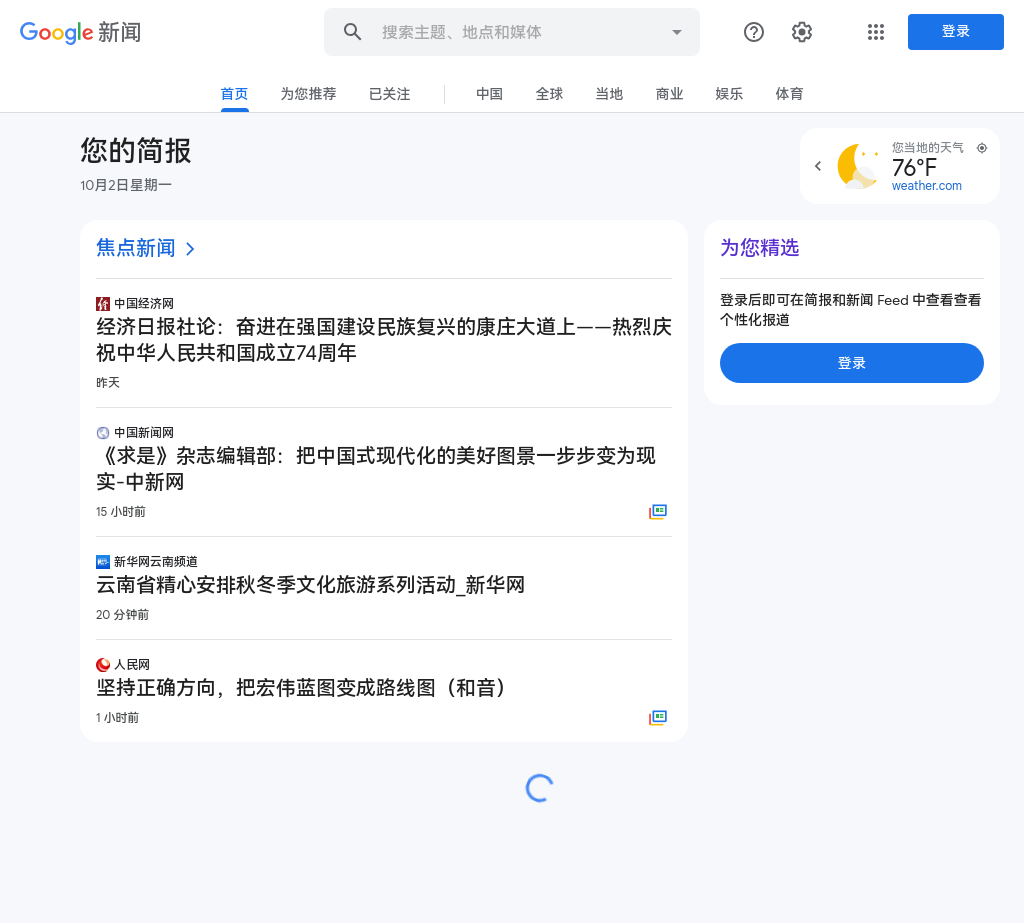 Google 新闻
搜索主题、地点和媒体
登录
首页
为您推荐
已关注
中国
全球
当地
商业
娱乐
体育
您的简报
10月2日星期一
您当地的天气
76°F
weather.com
焦点新闻
中国经济网
经济日报社论：奋进在强国建设民族复兴的康庄大道上——热烈庆
祝中华人民共和国成立74周年
昨天
中国新闻网
《求是》杂志编辑部：把中国式现代化的美好图景一步步变为现
实-中新网
15 小时前
新华网云南频道
云南省精心安排秋冬季文化旅游系列活动_新华网
20 分钟前
人民网
坚持正确方向，把宏伟蓝图变成路线图（和音）
1 小时前
为您精选
登录后即可在简报和新闻 Feed 中查看查看
个性化报道
登录